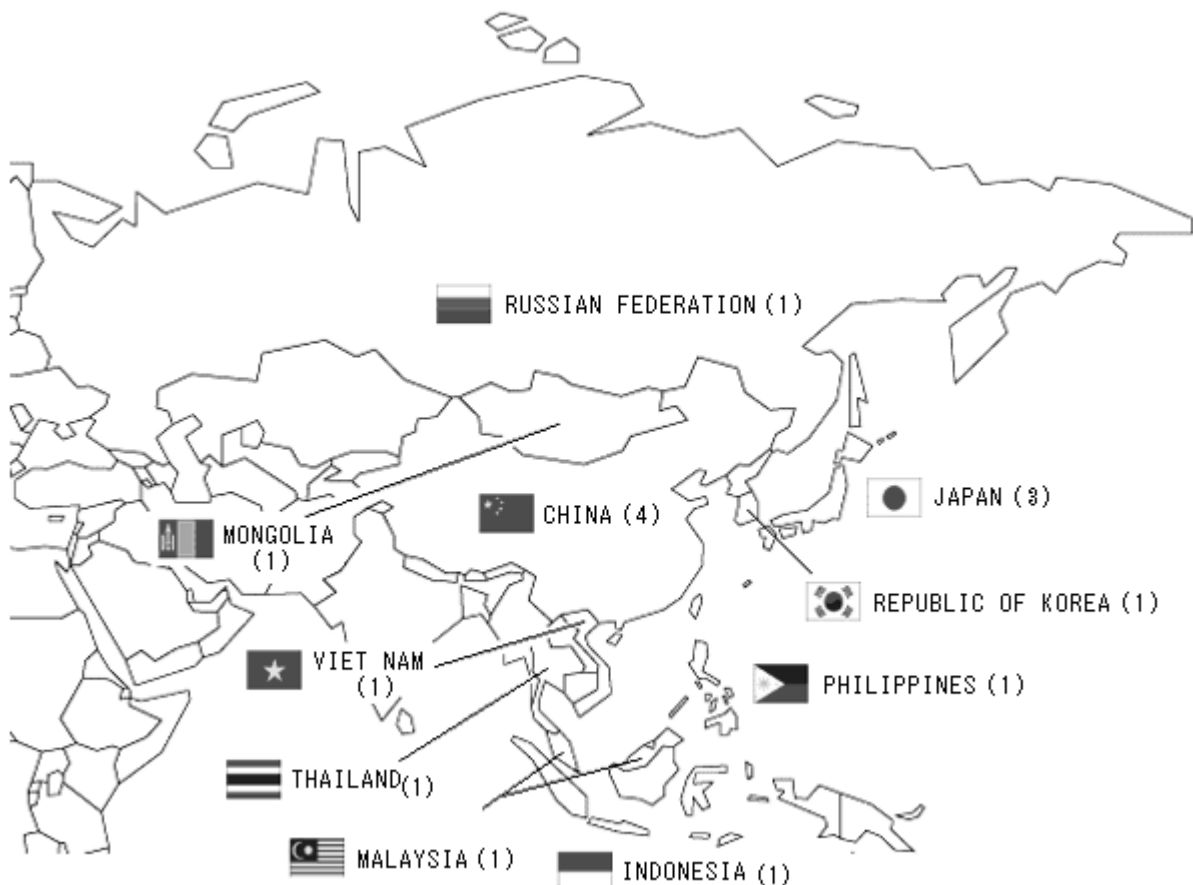 RUSSIAN FEDERATION (1)
JAPAN (3)
CHINA (4)
MONGOLIA
(1)
REPUBLIC OF KOREA (1)
VIET NAM
(1)
PHILIPPINES (1)
THAILAND (1)
MALAYSIA (1)
INDONESIA (1)